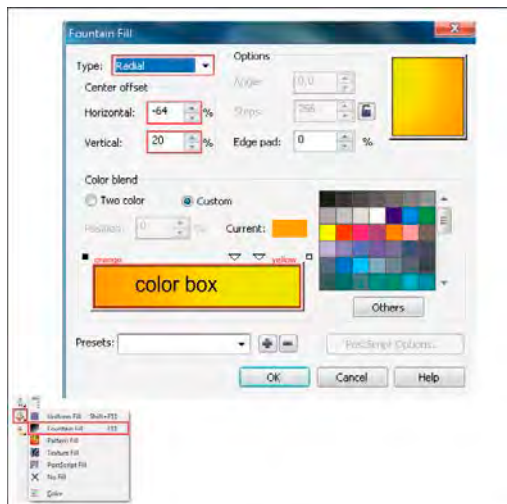 Fountain Fill
Type: Radial
Options
Center offset
Angle: 0,0
Horizontal: -64 %
Steps: 256
Vertical: 20 %
Edge pad: 0 %
Color blend
Two color
Custom
Position: 0 %
Current:
orange
yellow
color box
Others
Presets:
PostScript Options...
OK
Cancel
Help
Uniform Fill Shift+F11
Fountain Fill F11
Pattern Fill
Texture Fill
PostScript Fill
No Fill
Color